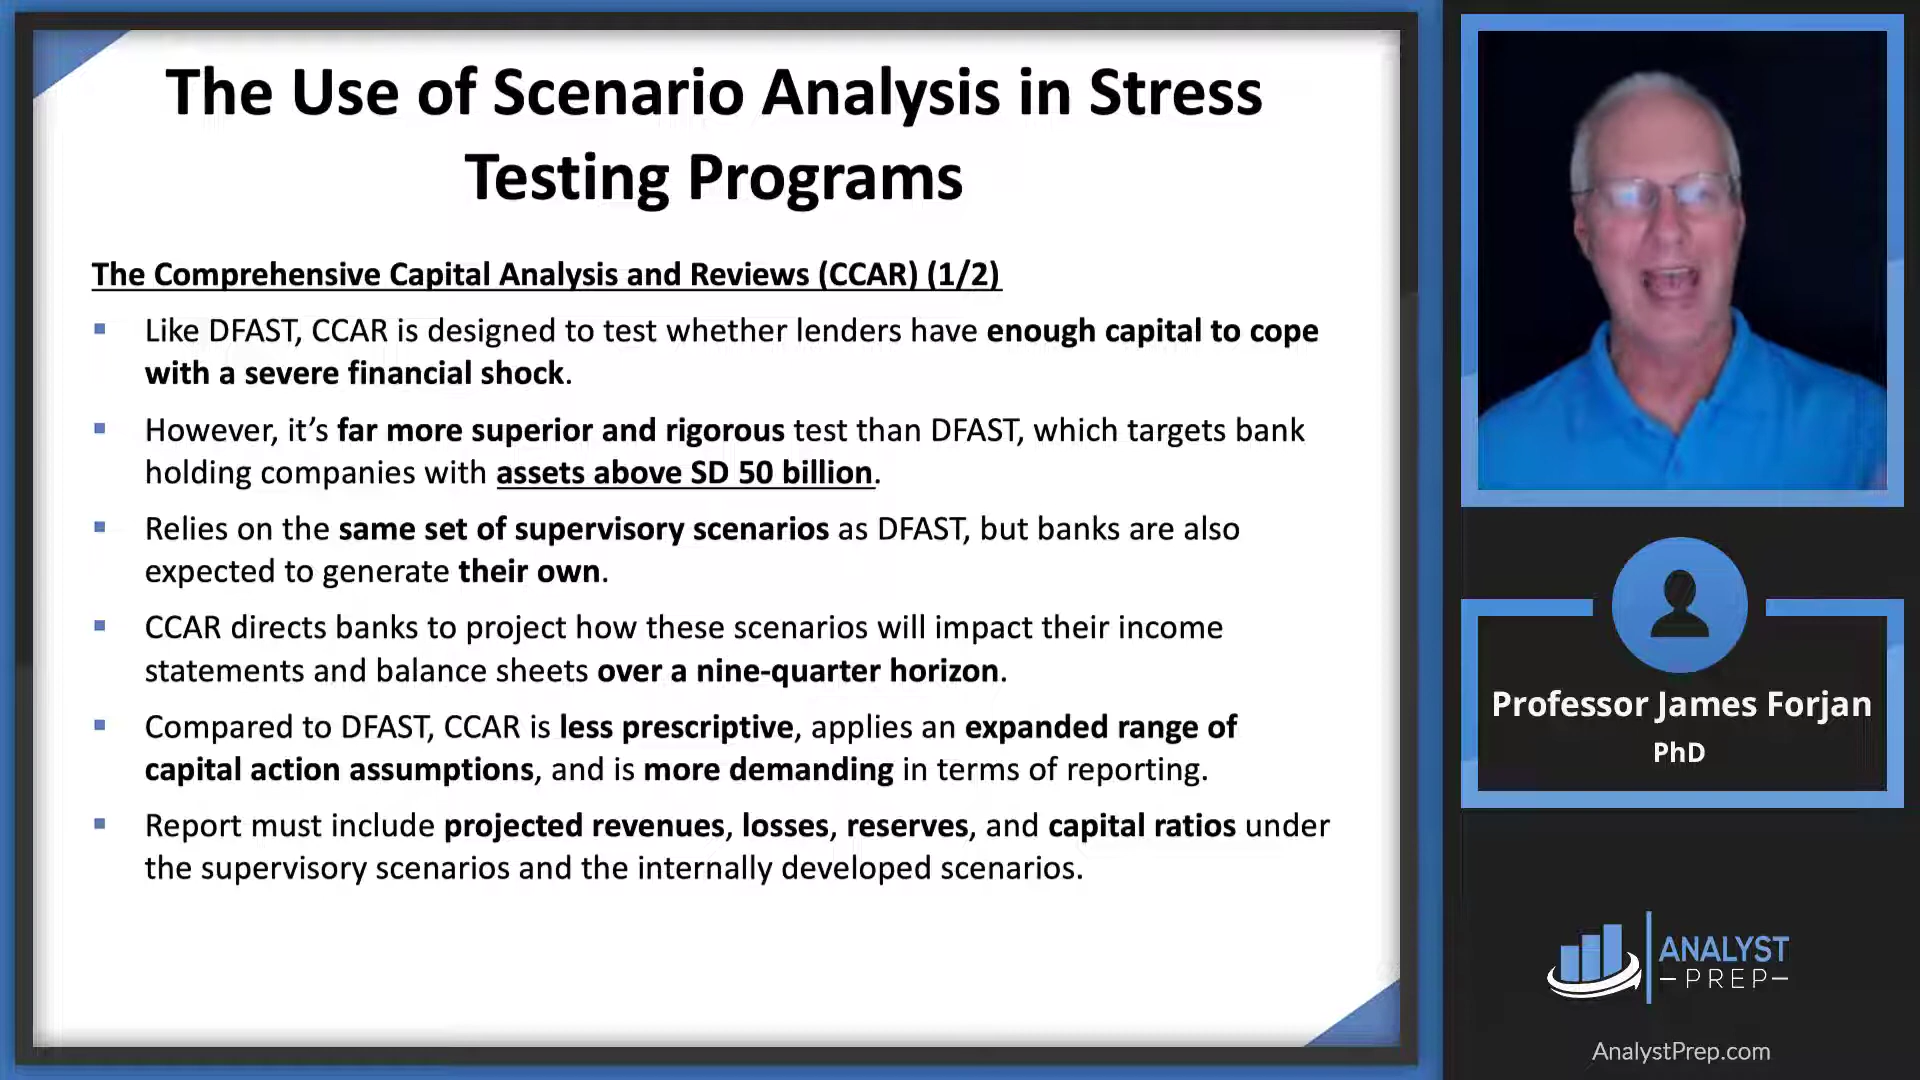 The Use of Scenario Analysis in Stress
Testing Programs
The Comprehensive Capital Analysis and Reviews (CCAR) (1/2)
Like DFAST, CCAR is designed to test whether lenders have enough capital to cope
with a severe financial shock.
However, it’s far more superior and rigorous test than DFAST, which targets bank
holding companies with assets above SD 50 billion.
Relies on the same set of supervisory scenarios as DFAST, but banks are also
expected to generate their own.
CCAR directs banks to project how these scenarios will impact their income
statements and balance sheets over a nine-quarter horizon.
Compared to DFAST, CCAR is less prescriptive, applies an expanded range of
capital action assumptions, and is more demanding in terms of reporting.
Report must include projected revenues, losses, reserves, and capital ratios under
the supervisory scenarios and the internally developed scenarios.
Professor James Forjan
PhD
ANALYST
PREP
AnalystPrep.com